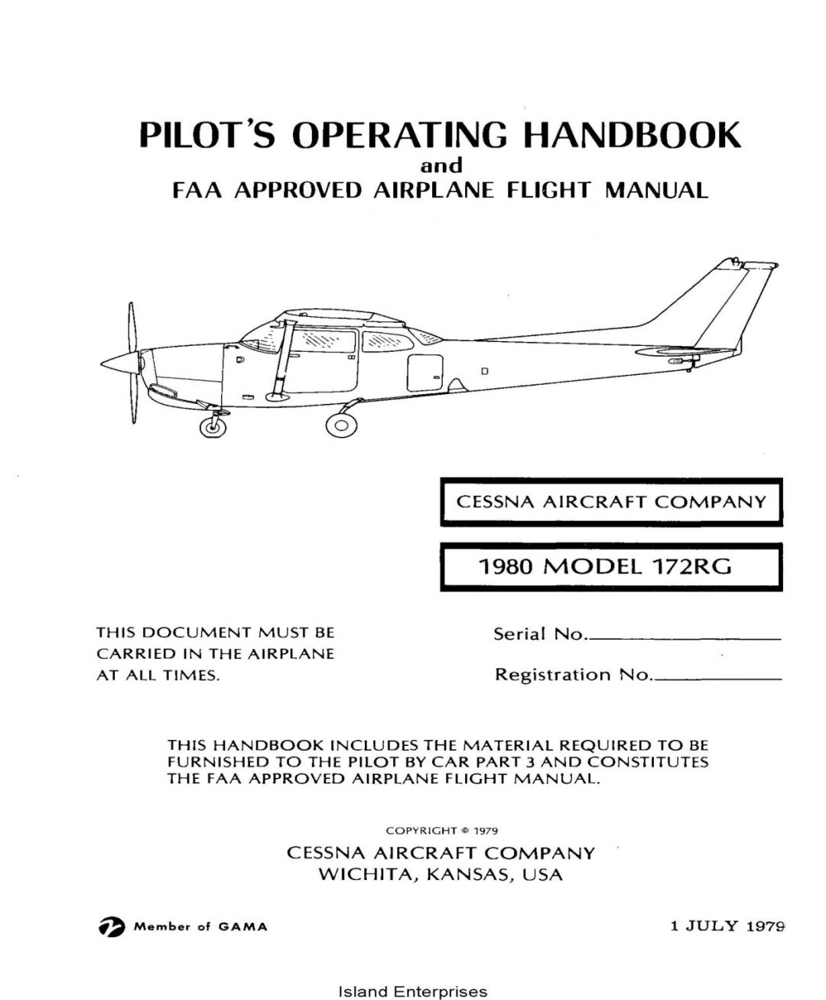 PILOT'S OPERATING HANDBOOK
and
FAA APPROVED AIRPLANE FLIGHT MANUAL
CESSNA AIRCRAFT COMPANY
1980 MODEL 172RG
THIS DOCUMENT MUST BE
CARRIED IN THE AIRPLANE
AT ALL TIMES.
Serial No.
Registration No.
THIS HANDBOOK INCLUDES THE MATERIAL REQUIRED TO BE
FURNISHED TO THE PILOT BY CAR PART 3 AND CONSTITUTES
THE FAA APPROVED AIRPLANE FLIGHT MANUAL.
COPYRIGHT © 1979
CESSNA AIRCRAFT COMPANY
WICHITA, KANSAS, USA
Member of GAMA
1 JULY 1979
Island Enterprises